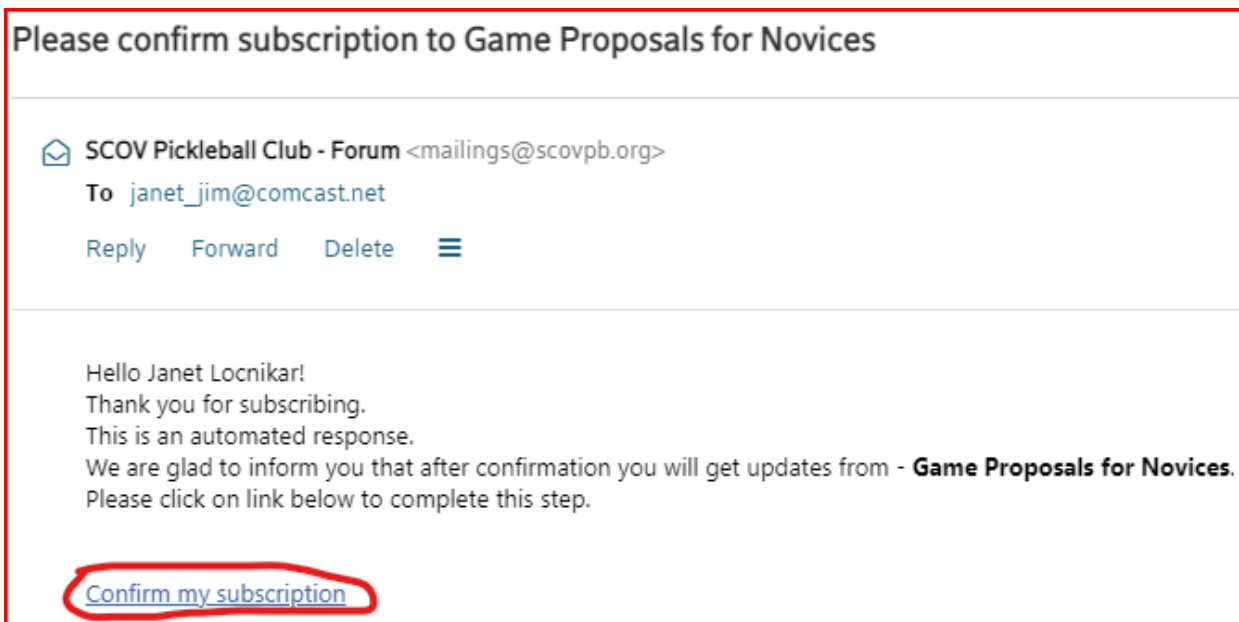 Please confirm subscription to Game Proposals for Novices
SCOV Pickleball Club - Forum <mailings@scovpb.org>
To janet_jim@comcast.net
Reply Forward Delete
Hello Janet Locnikar!
Thank you for subscribing.
This is an automated response.
We are glad to inform you that after confirmation you will get updates from - Game Proposals for Novices.
Please click on link below to complete this step.
Confirm my subscription